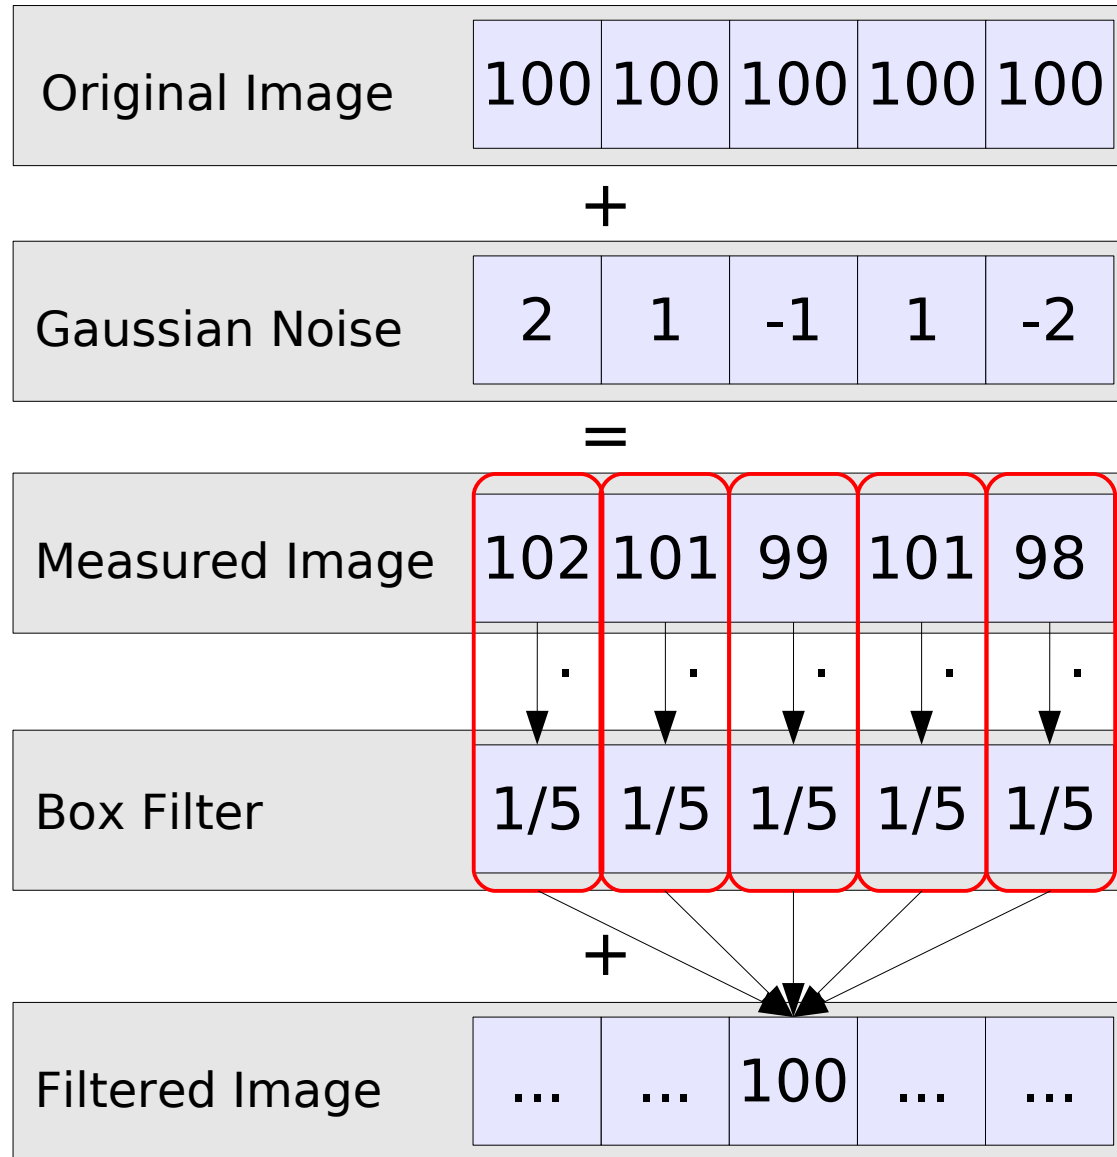 Original Image 100 100 100 100 100
+
Gaussian Noise 2 1 -1 1 -2
=
Measured Image 102 101 99 101 98
. . . . .
Box Filter 1/5 1/5 1/5 1/5 1/5
+
Filtered Image ... ... 100 ... ...